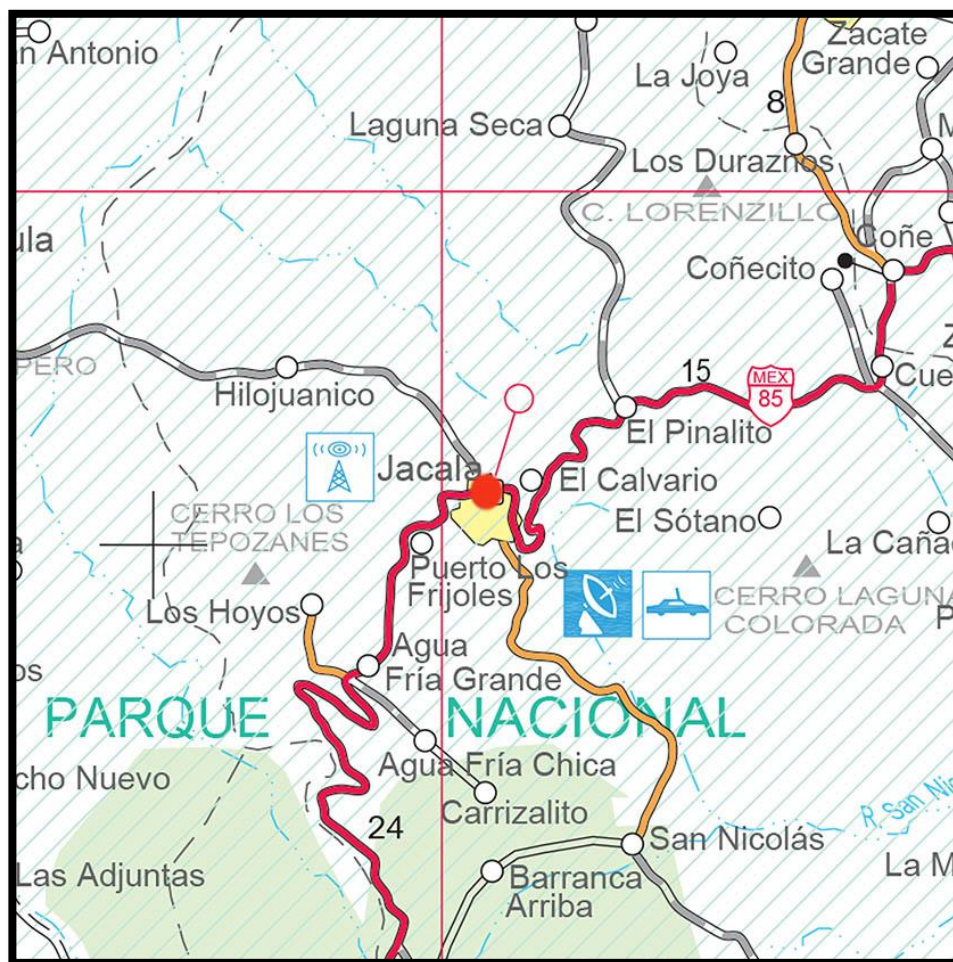 n Antonio
Zacate
Grande
La Joya
8
Laguna Seca
M
Los Duraznos
C. LORENZILLO
ula
Coñe
Coñecito
Z
PERO
Hilojuanico
15
MEX
85
Cue
El Pinalito
Jacala
El Calvario
CERRO LOS
TEPOZANES
El Sótano
La Caña
a
Puerto Los
Frijoles
Los Hoyos
CERRO LAGUNA
COLORADA
P
Agua
Fría Grande
os
PARQUE NACIONAL
Agua Fría Chica
cho Nuevo
Carrizalito
R. San Ni
24
San Nicolás
Las Adjuntas
Barranca
Arriba
La M